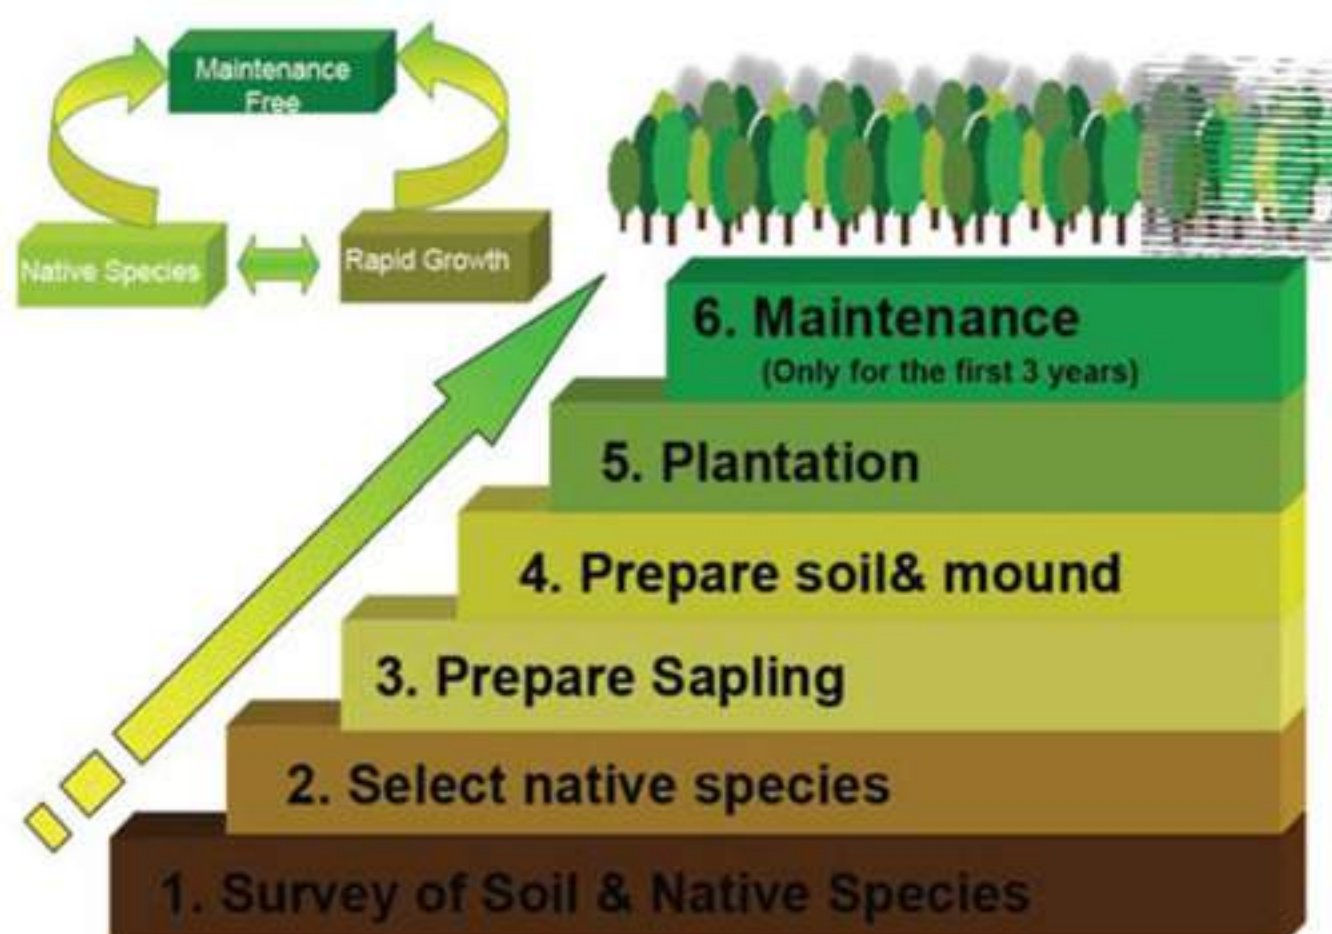 Maintenance
Free
Native Species
Rapid Growth
6. Maintenance
(Only for the first 3 years)
5. Plantation
4. Prepare soil& mound
3. Prepare Sapling
2. Select native species
1. Survey of Soil & Native Species